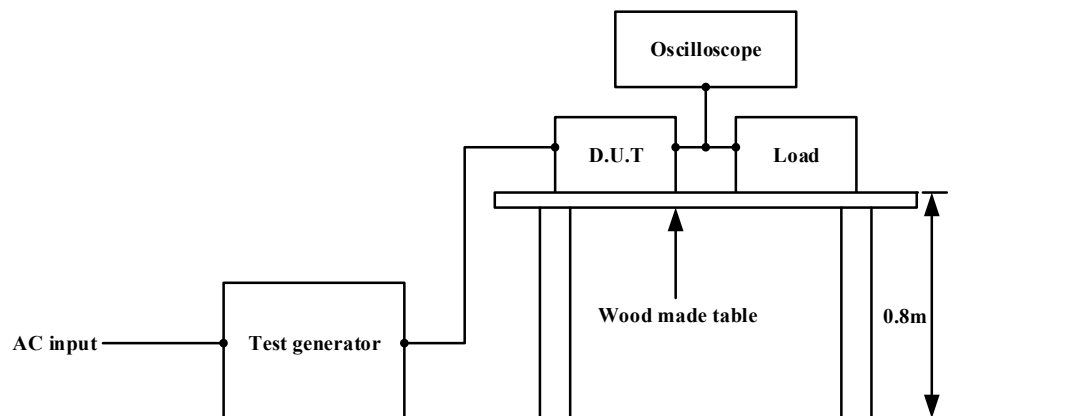 Oscilloscope
D.U.T
Load
Wood made table
0.8m
AC input
Test generator